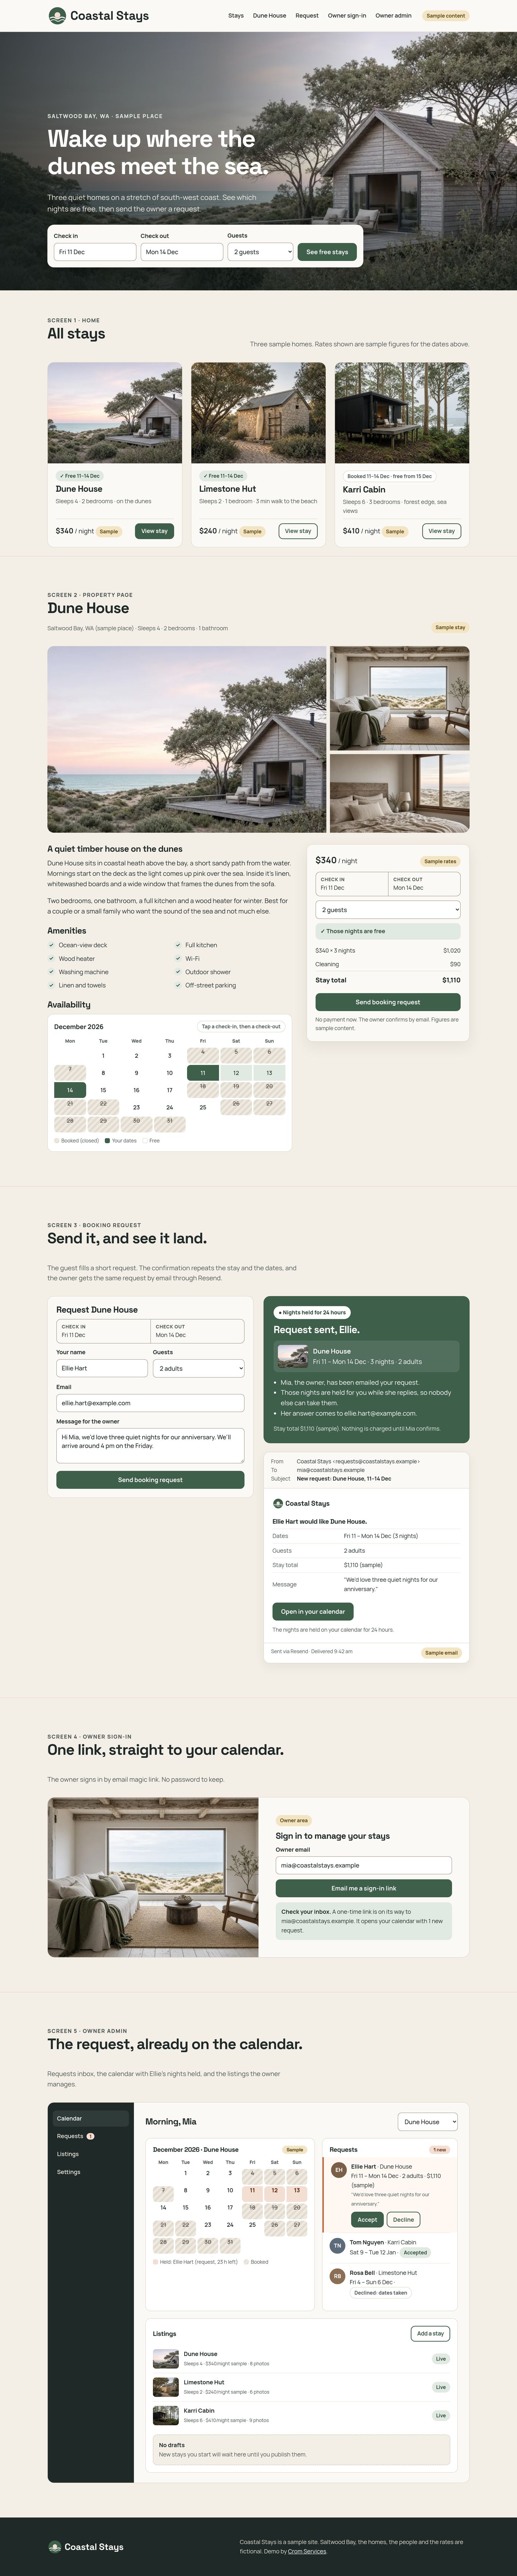 Coastal Stays
Stays Dune House Request Owner sign-in Owner admin Sample content
SALTWOOD BAY, WA · SAMPLE PLACE
Wake up where the
dunes meet the sea.
Three quiet homes on a stretch of south-west coast. See which
nights are free, then send the owner a request.
Check in Check out Guests
Fri 11 Dec Mon 14 Dec 2 guests See free stays
SCREEN 1 · HOME
All stays
Three sample homes. Rates shown are sample figures for the dates above.
✓ Free 11–14 Dec
Dune House
Sleeps 4 · 2 bedrooms · on the dunes
$340 / night Sample View stay
✓ Free 11–14 Dec
Limestone Hut
Sleeps 2 · 1 bedroom · 3 min walk to the beach
$240 / night Sample View stay
Booked 11–14 Dec · free from 15 Dec
Karri Cabin
Sleeps 6 · 3 bedrooms · forest edge, sea
views
$410 / night Sample View stay
SCREEN 2 · PROPERTY PAGE
Dune House
Saltwood Bay, WA (sample place) · Sleeps 4 · 2 bedrooms · 1 bathroom
Sample stay
A quiet timber house on the dunes
Dune House sits in coastal heath above the bay, a short sandy path from the water.
Mornings start on the deck as the light comes up pink over the sea. Inside, it's linen,
whitewashed boards and a wide window that frames the dunes from the sofa.
Two bedrooms, one bathroom, a full kitchen and a wood heater for winter. Best for
a couple or a small family who want the sound of the sea and not much else.
Amenities
Ocean-view deck
Full kitchen
Wood heater
Wi-Fi
Washing machine
Outdoor shower
Linen and towels
Off-street parking
Availability
December 2026 Tap a check-in, then a check-out
Mon Tue Wed Thu Fri Sat Sun
1 2 3 4 5 6
7 8 9 10 11 12 13
14 15 16 17 18 19 20
21 22 23 24 25 26 27
28 29 30 31
Booked (closed) Your dates Free
$340 / night Sample rates
CHECK IN CHECK OUT
Fri 11 Dec Mon 14 Dec
2 guests
✓ Those nights are free
$340 × 3 nights $1,020
Cleaning $90
Stay total $1,110
Send booking request
No payment now. The owner confirms by email. Figures are
sample content.
SCREEN 3 · BOOKING REQUEST
Send it, and see it land.
The guest fills a short request. The confirmation repeats the stay and the dates, and
the owner gets the same request by email through Resend.
Request Dune House
CHECK IN CHECK OUT
Fri 11 Dec Mon 14 Dec
Your name Guests
Ellie Hart 2 adults
Email
ellie.hart@example.com
Message for the owner
Hi Mia, we'd love three quiet nights for our anniversary. We'll
arrive around 4 pm on the Friday.
Send booking request
Nights held for 24 hours
Request sent, Ellie.
Dune House
Fri 11 – Mon 14 Dec · 3 nights · 2 adults
Mia, the owner, has been emailed your request.
Those nights are held for you while she replies, so nobody
else can take them.
Her answer comes to ellie.hart@example.com.
Stay total $1,110 (sample). Nothing is charged until Mia confirms.
From Coastal Stays <requests@coastalstays.example>
To mia@coastalstays.example
Subject New request: Dune House, 11–14 Dec
Coastal Stays
Ellie Hart would like Dune House.
Dates Fri 11 – Mon 14 Dec (3 nights)
Guests 2 adults
Stay total $1,110 (sample)
Message "We'd love three quiet nights for our
anniversary."
Open in your calendar
The nights are held on your calendar for 24 hours.
Sent via Resend · Delivered 9:42 am Sample email
SCREEN 4 · OWNER SIGN-IN
One link, straight to your calendar.
The owner signs in by email magic link. No password to keep.
Owner area
Sign in to manage your stays
Owner email
mia@coastalstays.example
Email me a sign-in link
Check your inbox. A one-time link is on its way to
mia@coastalstays.example. It opens your calendar with 1 new
request.
SCREEN 5 · OWNER ADMIN
The request, already on the calendar.
Requests inbox, the calendar with Ellie's nights held, and the listings the owner
manages.
Calendar
Requests 1
Listings
Settings
Morning, Mia
Dune House
December 2026 · Dune House Sample
Mon Tue Wed Thu Fri Sat Sun
1 2 3 4 5 6
7 8 9 10 11 12 13
14 15 16 17 18 19 20
21 22 23 24 25 26 27
28 29 30 31
Held: Ellie Hart (request, 23 h left) Booked
Requests 1 new
EH
Ellie Hart · Dune House
Fri 11 – Mon 14 Dec · 2 adults · $1,110
(sample)
"We'd love three quiet nights for our
anniversary."
Accept Decline
TN
Tom Nguyen · Karri Cabin
Sat 9 – Tue 12 Jan · Accepted
RB
Rosa Bell · Limestone Hut
Fri 4 – Sun 6 Dec ·
Declined: dates taken
Listings Add a stay
Dune House
Sleeps 4 · $340/night sample · 8 photos
Live
Limestone Hut
Sleeps 2 · $240/night sample · 6 photos
Live
Karri Cabin
Sleeps 6 · $410/night sample · 9 photos
Live
No drafts
New stays you start will wait here until you publish them.
Coastal Stays
Coastal Stays is a sample site. Saltwood Bay, the homes, the people and the rates are
fictional. Demo by Crom Services.